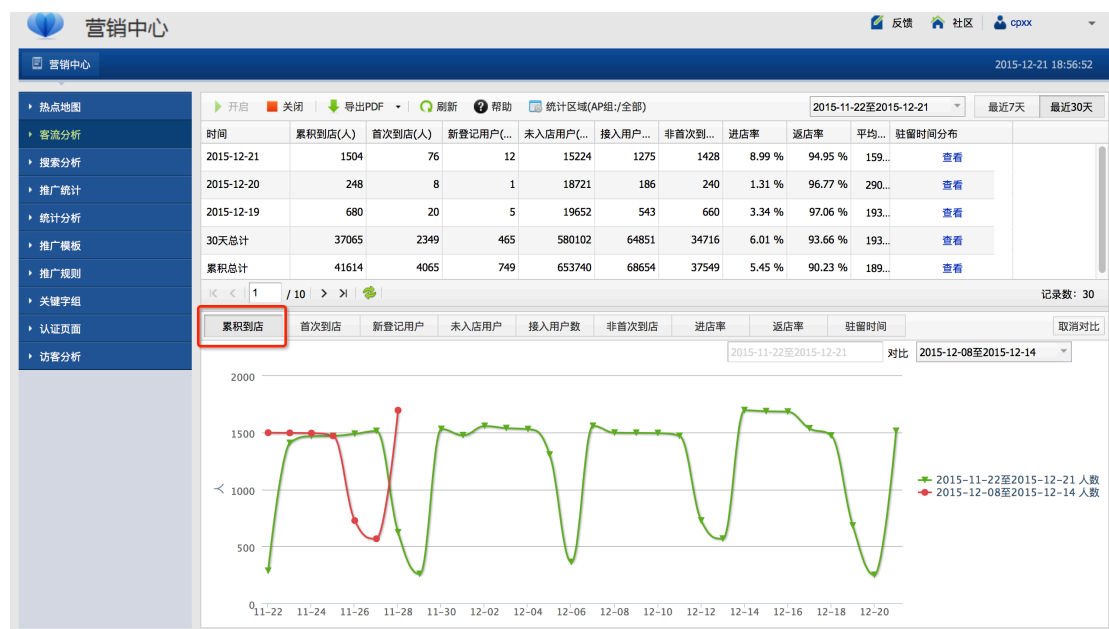 营销中心
反馈 社区 cpxx
营销中心 2015-12-21 18:56:52
热点地图
客流分析
搜索分析
推广统计
统计分析
推广模板
推广规则
关键字组
认证页面
访客分析
开启 关闭 导出PDF 刷新 帮助 统计区域(AP组:/全部) 2015-11-22至2015-12-21 最近7天 最近30天
时间 累积到店(人) 首次到店(人) 新登记用户(... 未入店用户(... 接入用户... 非首次到... 进店率 返店率 平均... 驻留时间分布
2015-12-21 1504 76 12 15224 1275 1428 8.99 % 94.95 % 159... 查看
2015-12-20 248 8 1 18721 186 240 1.31 % 96.77 % 290... 查看
2015-12-19 680 20 5 19652 543 660 3.34 % 97.06 % 193... 查看
30天总计 37065 2349 465 580102 64851 34716 6.01 % 93.66 % 193... 查看
累积总计 41614 4065 749 653740 68654 37549 5.45 % 90.23 % 189... 查看
1 / 10 记录数: 30
累积到店 首次到店 新登记用户 未入店用户 接入用户数 非首次到店 进店率 返店率 驻留时间 取消对比
2015-11-22至2015-12-21 对比 2015-12-08至2015-12-14
2000
1500
1000
500
0
人
11-22 11-24 11-26 11-28 11-30 12-02 12-04 12-06 12-08 12-10 12-12 12-14 12-16 12-18 12-20
2015-11-22至2015-12-21 人数
2015-12-08至2015-12-14 人数